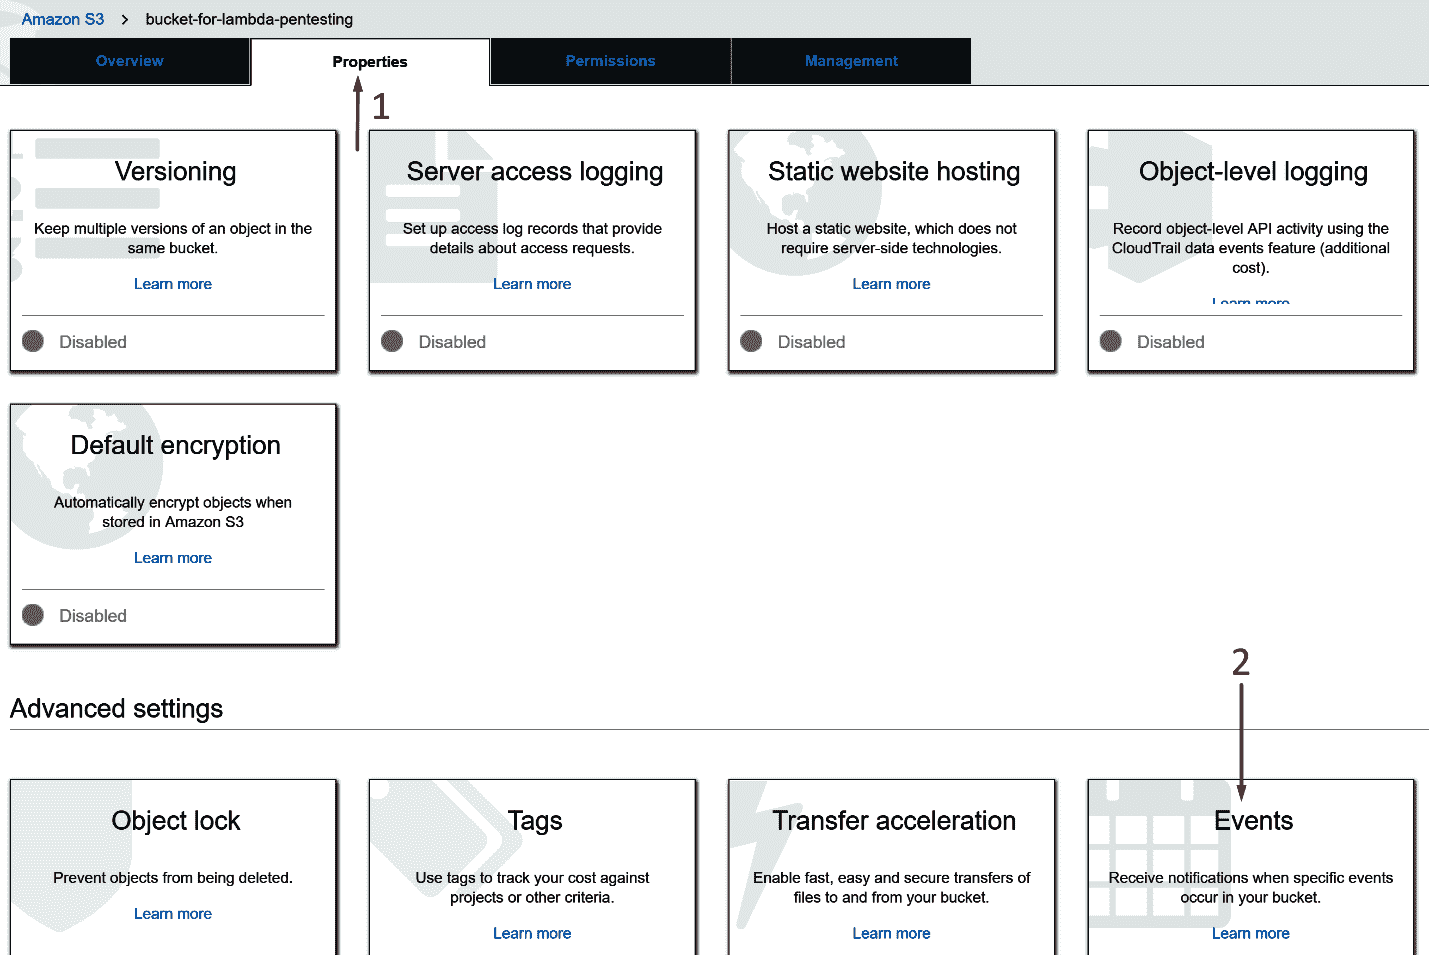 Amazon S3 > bucket-for-lambda-pentesting
Overview Properties Permissions Management
1
Versioning
Keep multiple versions of an object in the
same bucket.
Learn more
Disabled
Server access logging
Set up access log records that provide
details about access requests.
Learn more
Disabled
Static website hosting
Host a static website, which does not
require server-side technologies.
Learn more
Disabled
Object-level logging
Record object-level API activity using the
CloudTrail data events feature (additional
cost).
Learn more
Disabled
Default encryption
Automatically encrypt objects when
stored in Amazon S3
Learn more
Disabled
2
Advanced settings
Object lock
Prevent objects from being deleted.
Learn more
Tags
Use tags to track your cost against
projects or other criteria.
Learn more
Transfer acceleration
Enable fast, easy and secure transfers of
files to and from your bucket.
Learn more
Events
Receive notifications when specific events
occur in your bucket.
Learn more